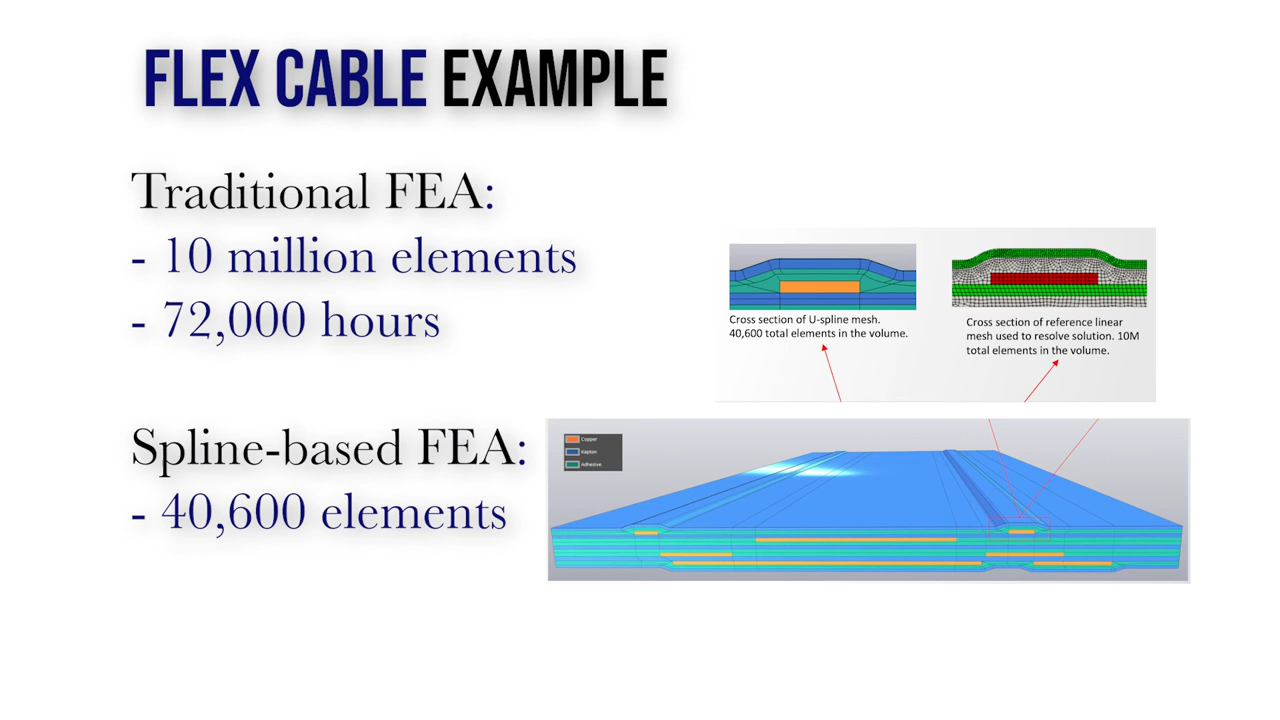 FLEX CABLE EXAMPLE
Traditional FEA:
- 10 million elements
- 72,000 hours
Spline-based FEA:
- 40,600 elements
Cross section of U-spline mesh.
40,600 total elements in the volume.
Cross section of reference linear
mesh used to resolve solution. 10M
total elements in the volume.
Copper
Kapton
Adhesive